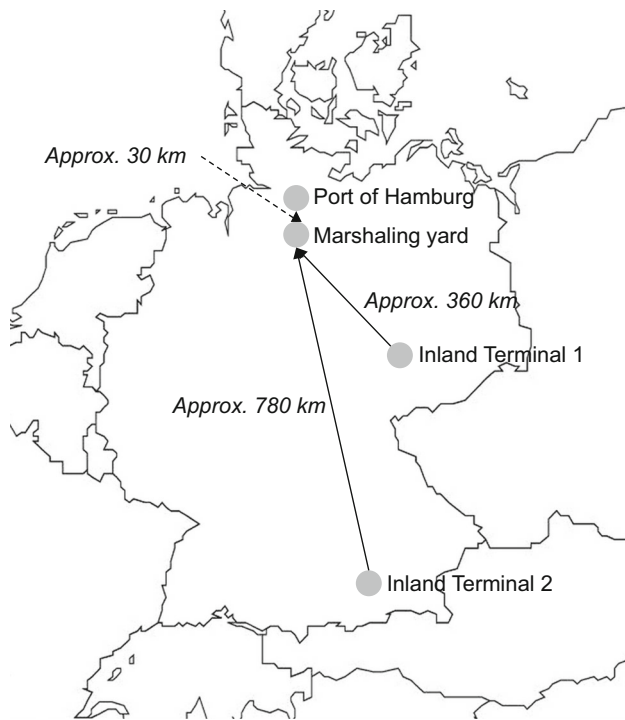 Approx. 30 km
Port of Hamburg
Marshaling yard
Approx. 360 km
Inland Terminal 1
Approx. 780 km
Inland Terminal 2